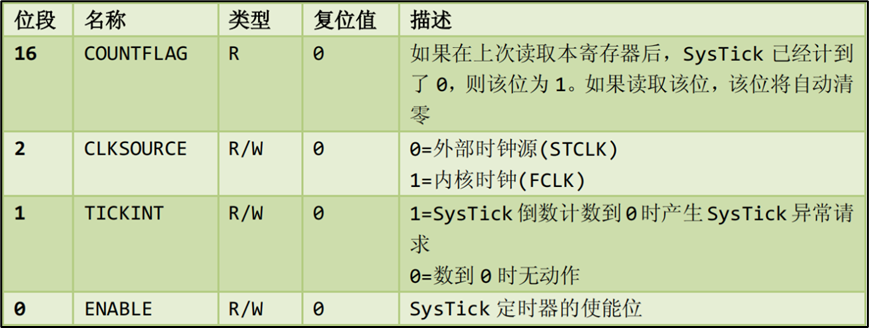 位段 名称 类型 复位值 描述
16 COUNTFLAG R 0 如果在上次读取本寄存器后，SysTick 已经计到
了 0，则该位为 1。如果读取该位，该位将自动清
零
2 CLKSOURCE R/W 0 0=外部时钟源(STCLK)
1=内核时钟(FCLK)
1 TICKINT R/W 0 1=SysTick 倒数计数到 0 时产生 SysTick 异常请
求
0=数到 0 时无动作
0 ENABLE R/W 0 SysTick 定时器的使能位